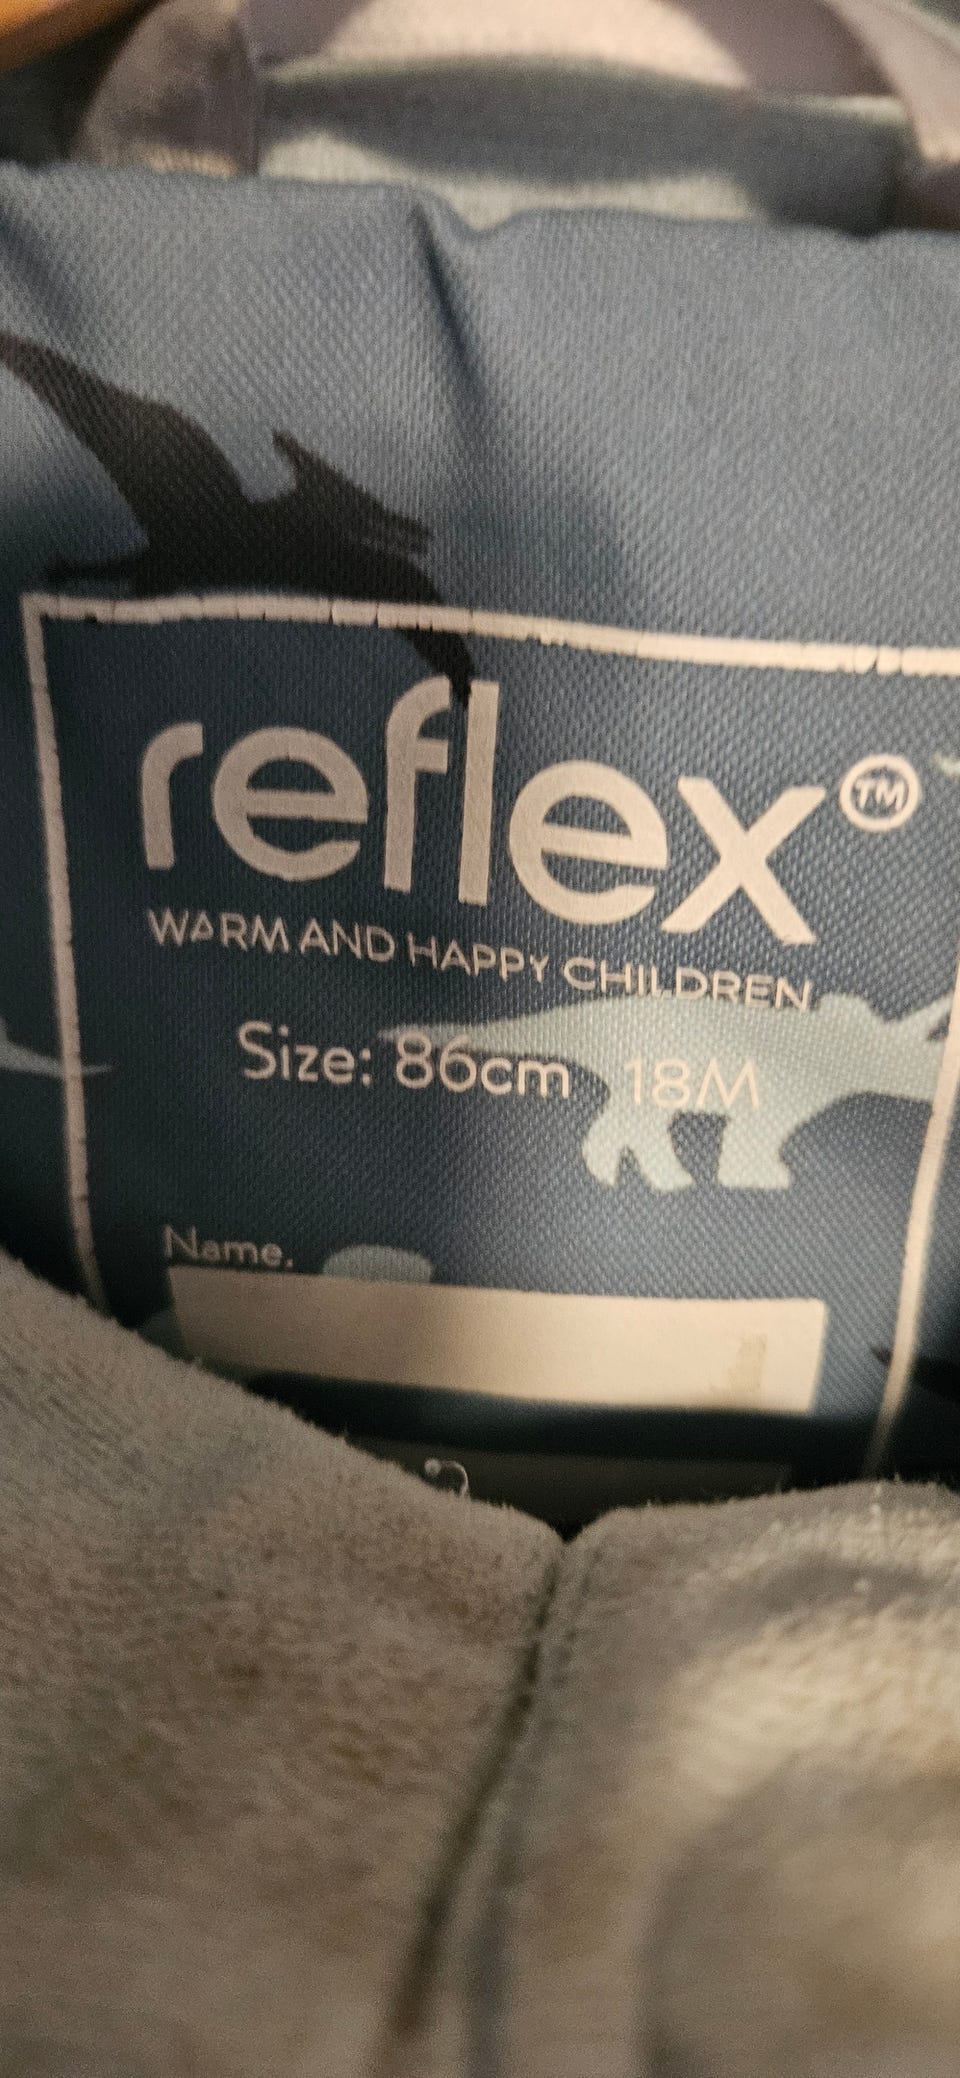 reflex™
WARM AND HAPPY CHILDREN
Size: 86cm 18M
Name.